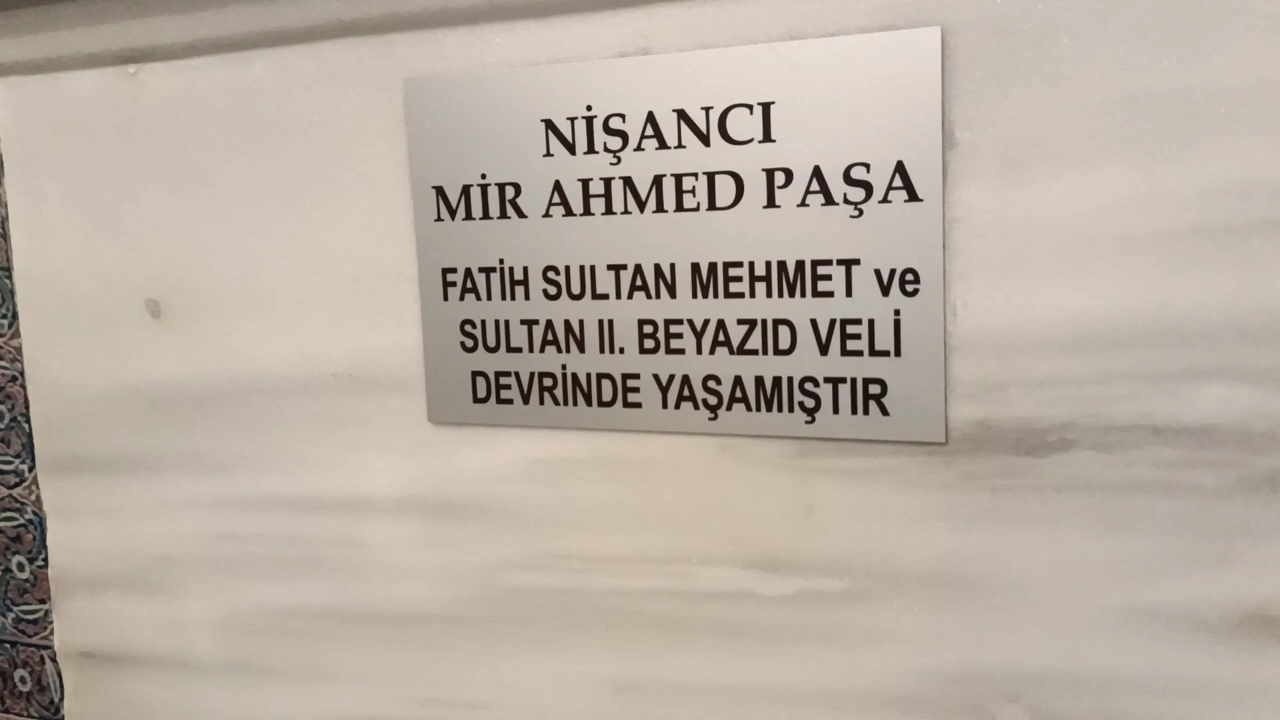 NİŞANCI
MİR AHMED PAŞA
FATİH SULTAN MEHMET ve
SULTAN II. BEYAZID VELİ
DEVRİNDE YAŞAMIŞTIR